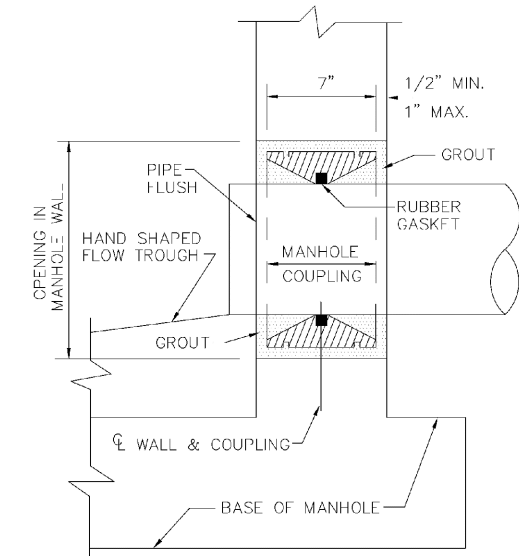 7"
1/2" MIN.
1" MAX.
GROUT
PIPE
FLUSH
RUBBER
GASKET
OPENING IN
MANHOLE WALL
HAND SHAPED
FLOW TROUGH
MANHOLE
COUPLING
GROUT
℄ WALL & COUPLING
BASE OF MANHOLE